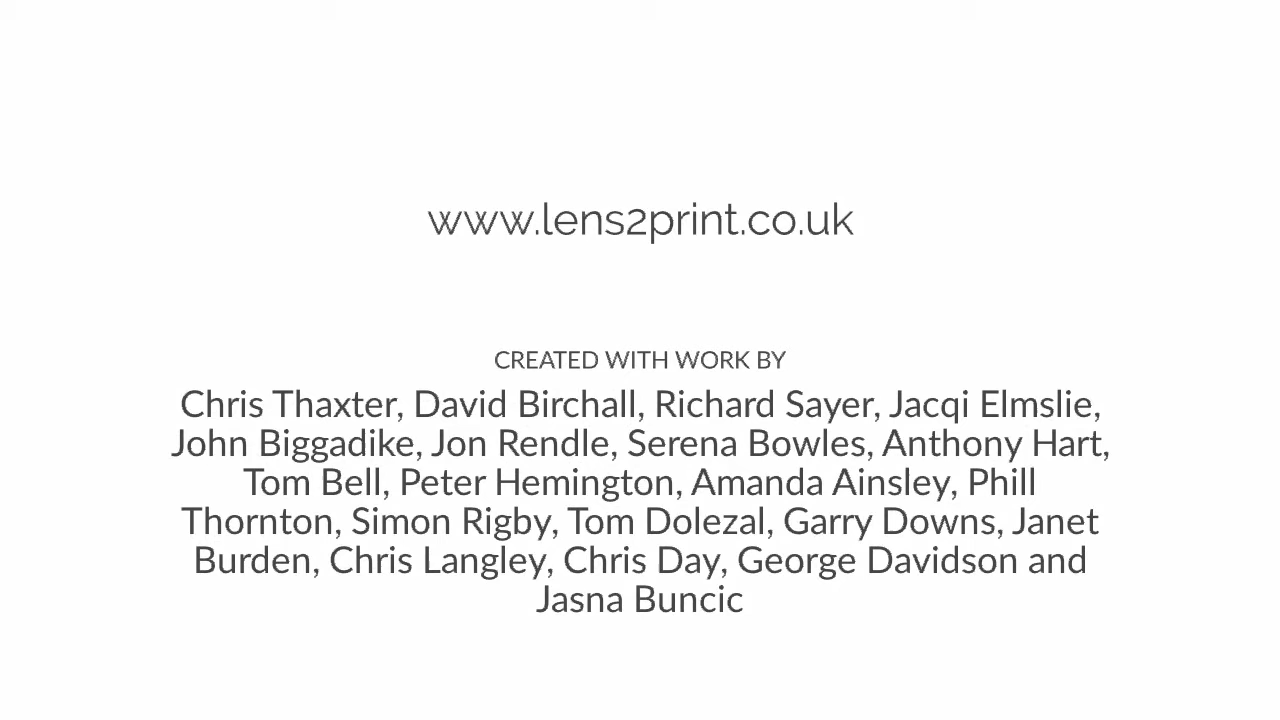 www.lens2print.co.uk
CREATED WITH WORK BY
Chris Thaxter, David Birchall, Richard Sayer, Jacqi Elmslie,
John Biggadike, Jon Rendle, Serena Bowles, Anthony Hart,
Tom Bell, Peter Hemington, Amanda Ainsley, Phill
Thornton, Simon Rigby, Tom Dolezal, Garry Downs, Janet
Burden, Chris Langley, Chris Day, George Davidson and
Jasna Buncic